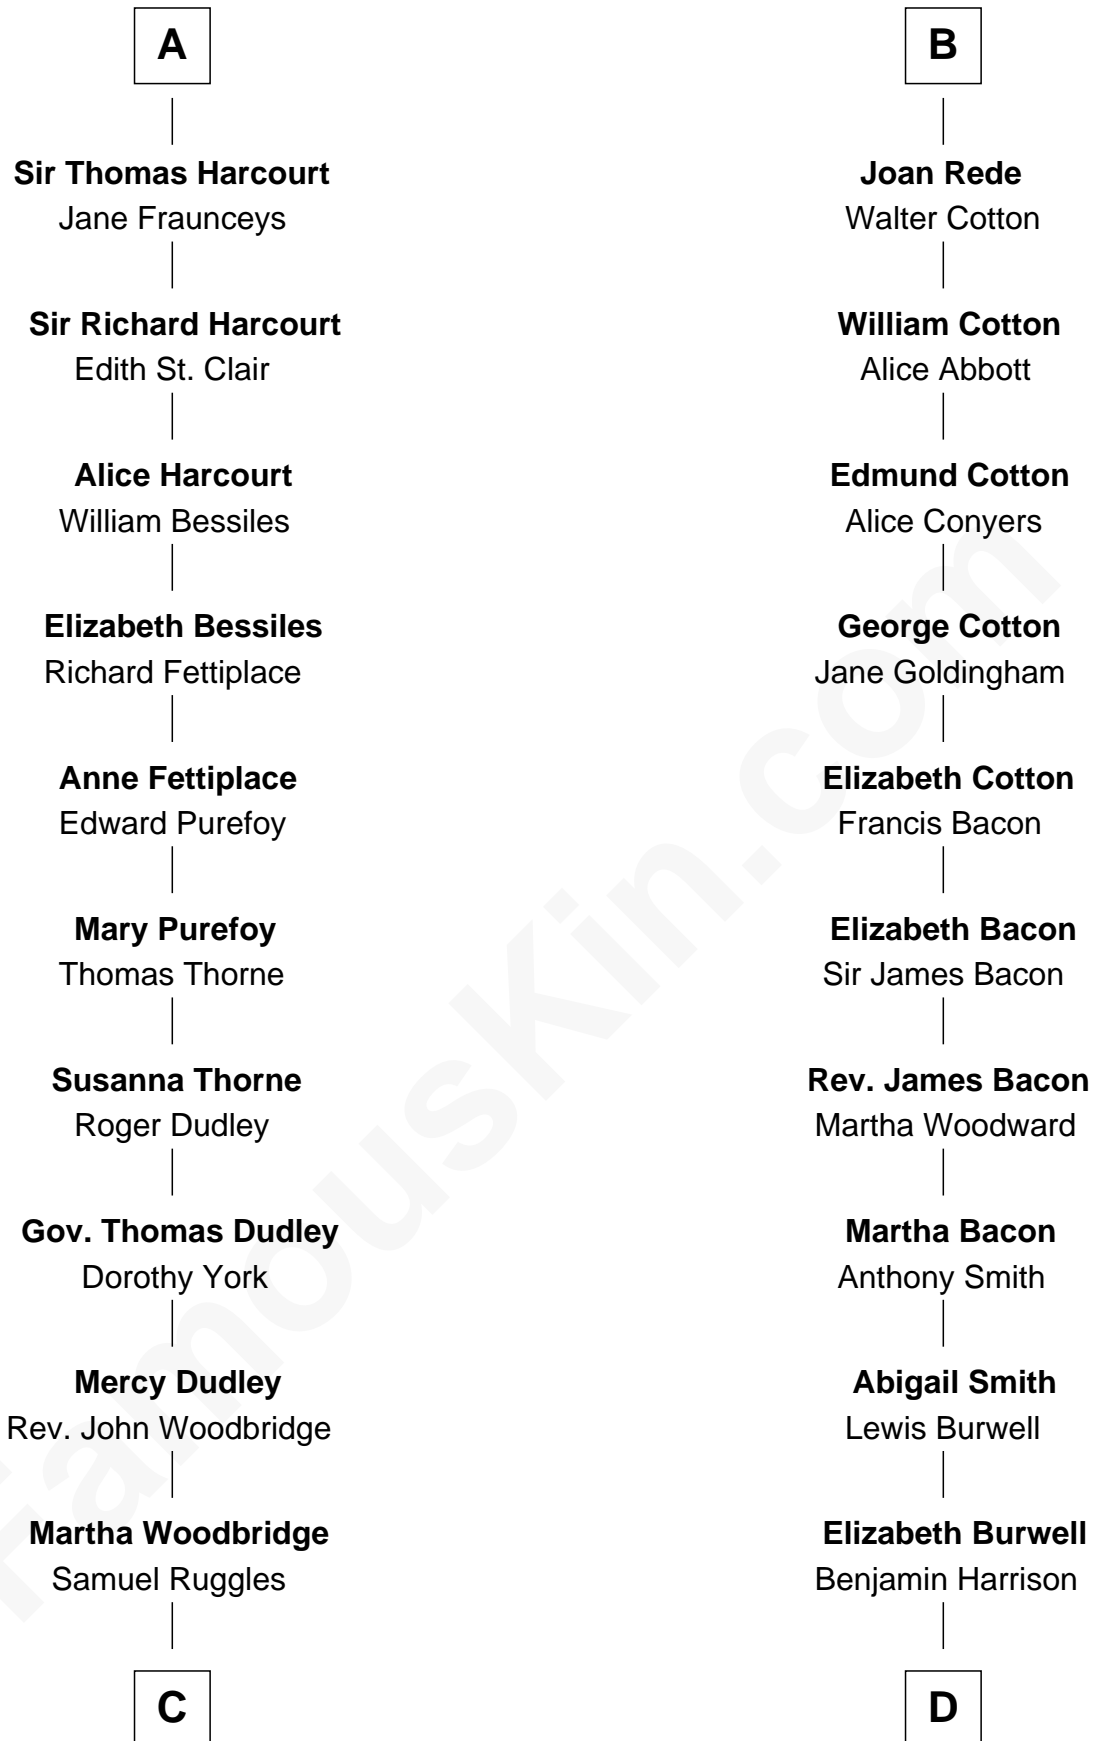 A
Sir Thomas Harcourt
Jane Fraunceys
Sir Richard Harcourt
Edith St. Clair
Alice Harcourt
William Bessiles
Elizabeth Bessiles
Richard Fettiplace
Anne Fettiplace
Edward Purefoy
Mary Purefoy
Thomas Thorne
Susanna Thorne
Roger Dudley
Gov. Thomas Dudley
Dorothy York
Mercy Dudley
Rev. John Woodbridge
Martha Woodbridge
Samuel Ruggles
C
B
Joan Rede
Walter Cotton
William Cotton
Alice Abbott
Edmund Cotton
Alice Conyers
George Cotton
Jane Goldingham
Elizabeth Cotton
Francis Bacon
Elizabeth Bacon
Sir James Bacon
Rev. James Bacon
Martha Woodward
Martha Bacon
Anthony Smith
Abigail Smith
Lewis Burwell
Elizabeth Burwell
Benjamin Harrison
D
FamousKin.com